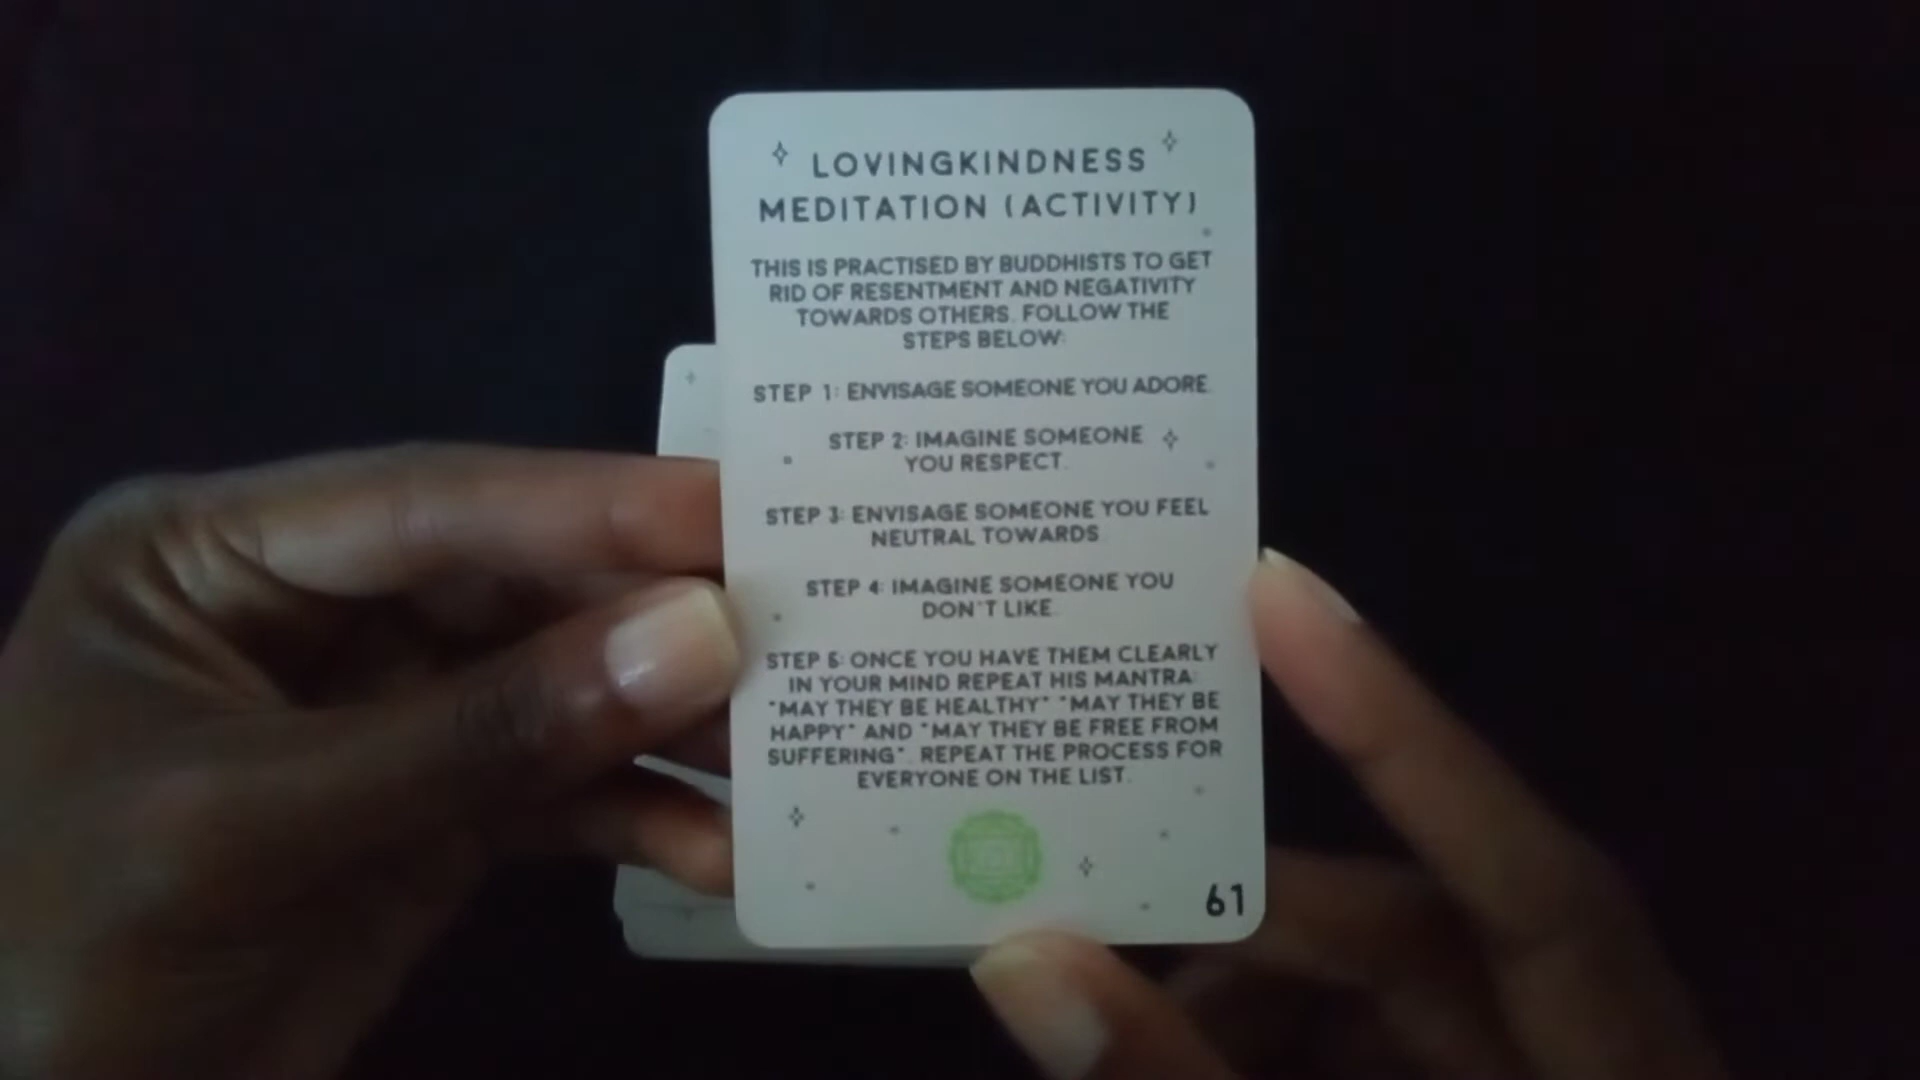 LOVINGKINDNESS
MEDITATION (ACTIVITY)
THIS IS PRACTISED BY BUDDHISTS TO GET
RID OF RESENTMENT AND NEGATIVITY
TOWARDS OTHERS. FOLLOW THE
STEPS BELOW:
STEP 1: ENVISAGE SOMEONE YOU ADORE.
STEP 2: IMAGINE SOMEONE
YOU RESPECT.
STEP 3: ENVISAGE SOMEONE YOU FEEL
NEUTRAL TOWARDS.
STEP 4: IMAGINE SOMEONE YOU
DON'T LIKE.
STEP 5: ONCE YOU HAVE THEM CLEARLY
IN YOUR MIND REPEAT HIS MANTRA:
"MAY THEY BE HEALTHY" "MAY THEY BE
HAPPY" AND "MAY THEY BE FREE FROM
SUFFERING". REPEAT THE PROCESS FOR
EVERYONE ON THE LIST.
61